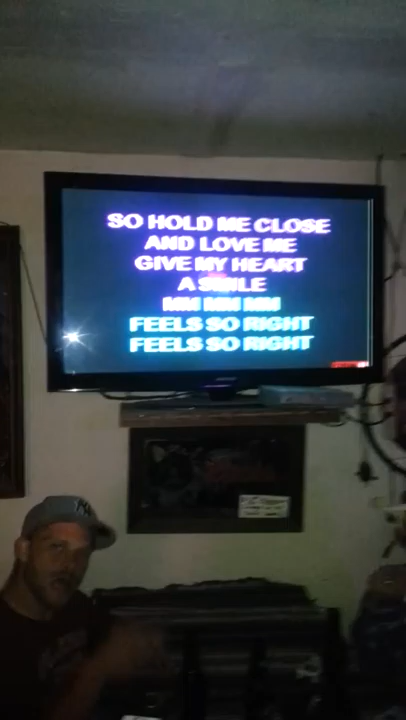 SO HOLD ME CLOSE
AND LOVE ME
GIVE MY HEART
A SMILE
MM MM MM
FEELS SO RIGHT
FEELS SO RIGHT
NY